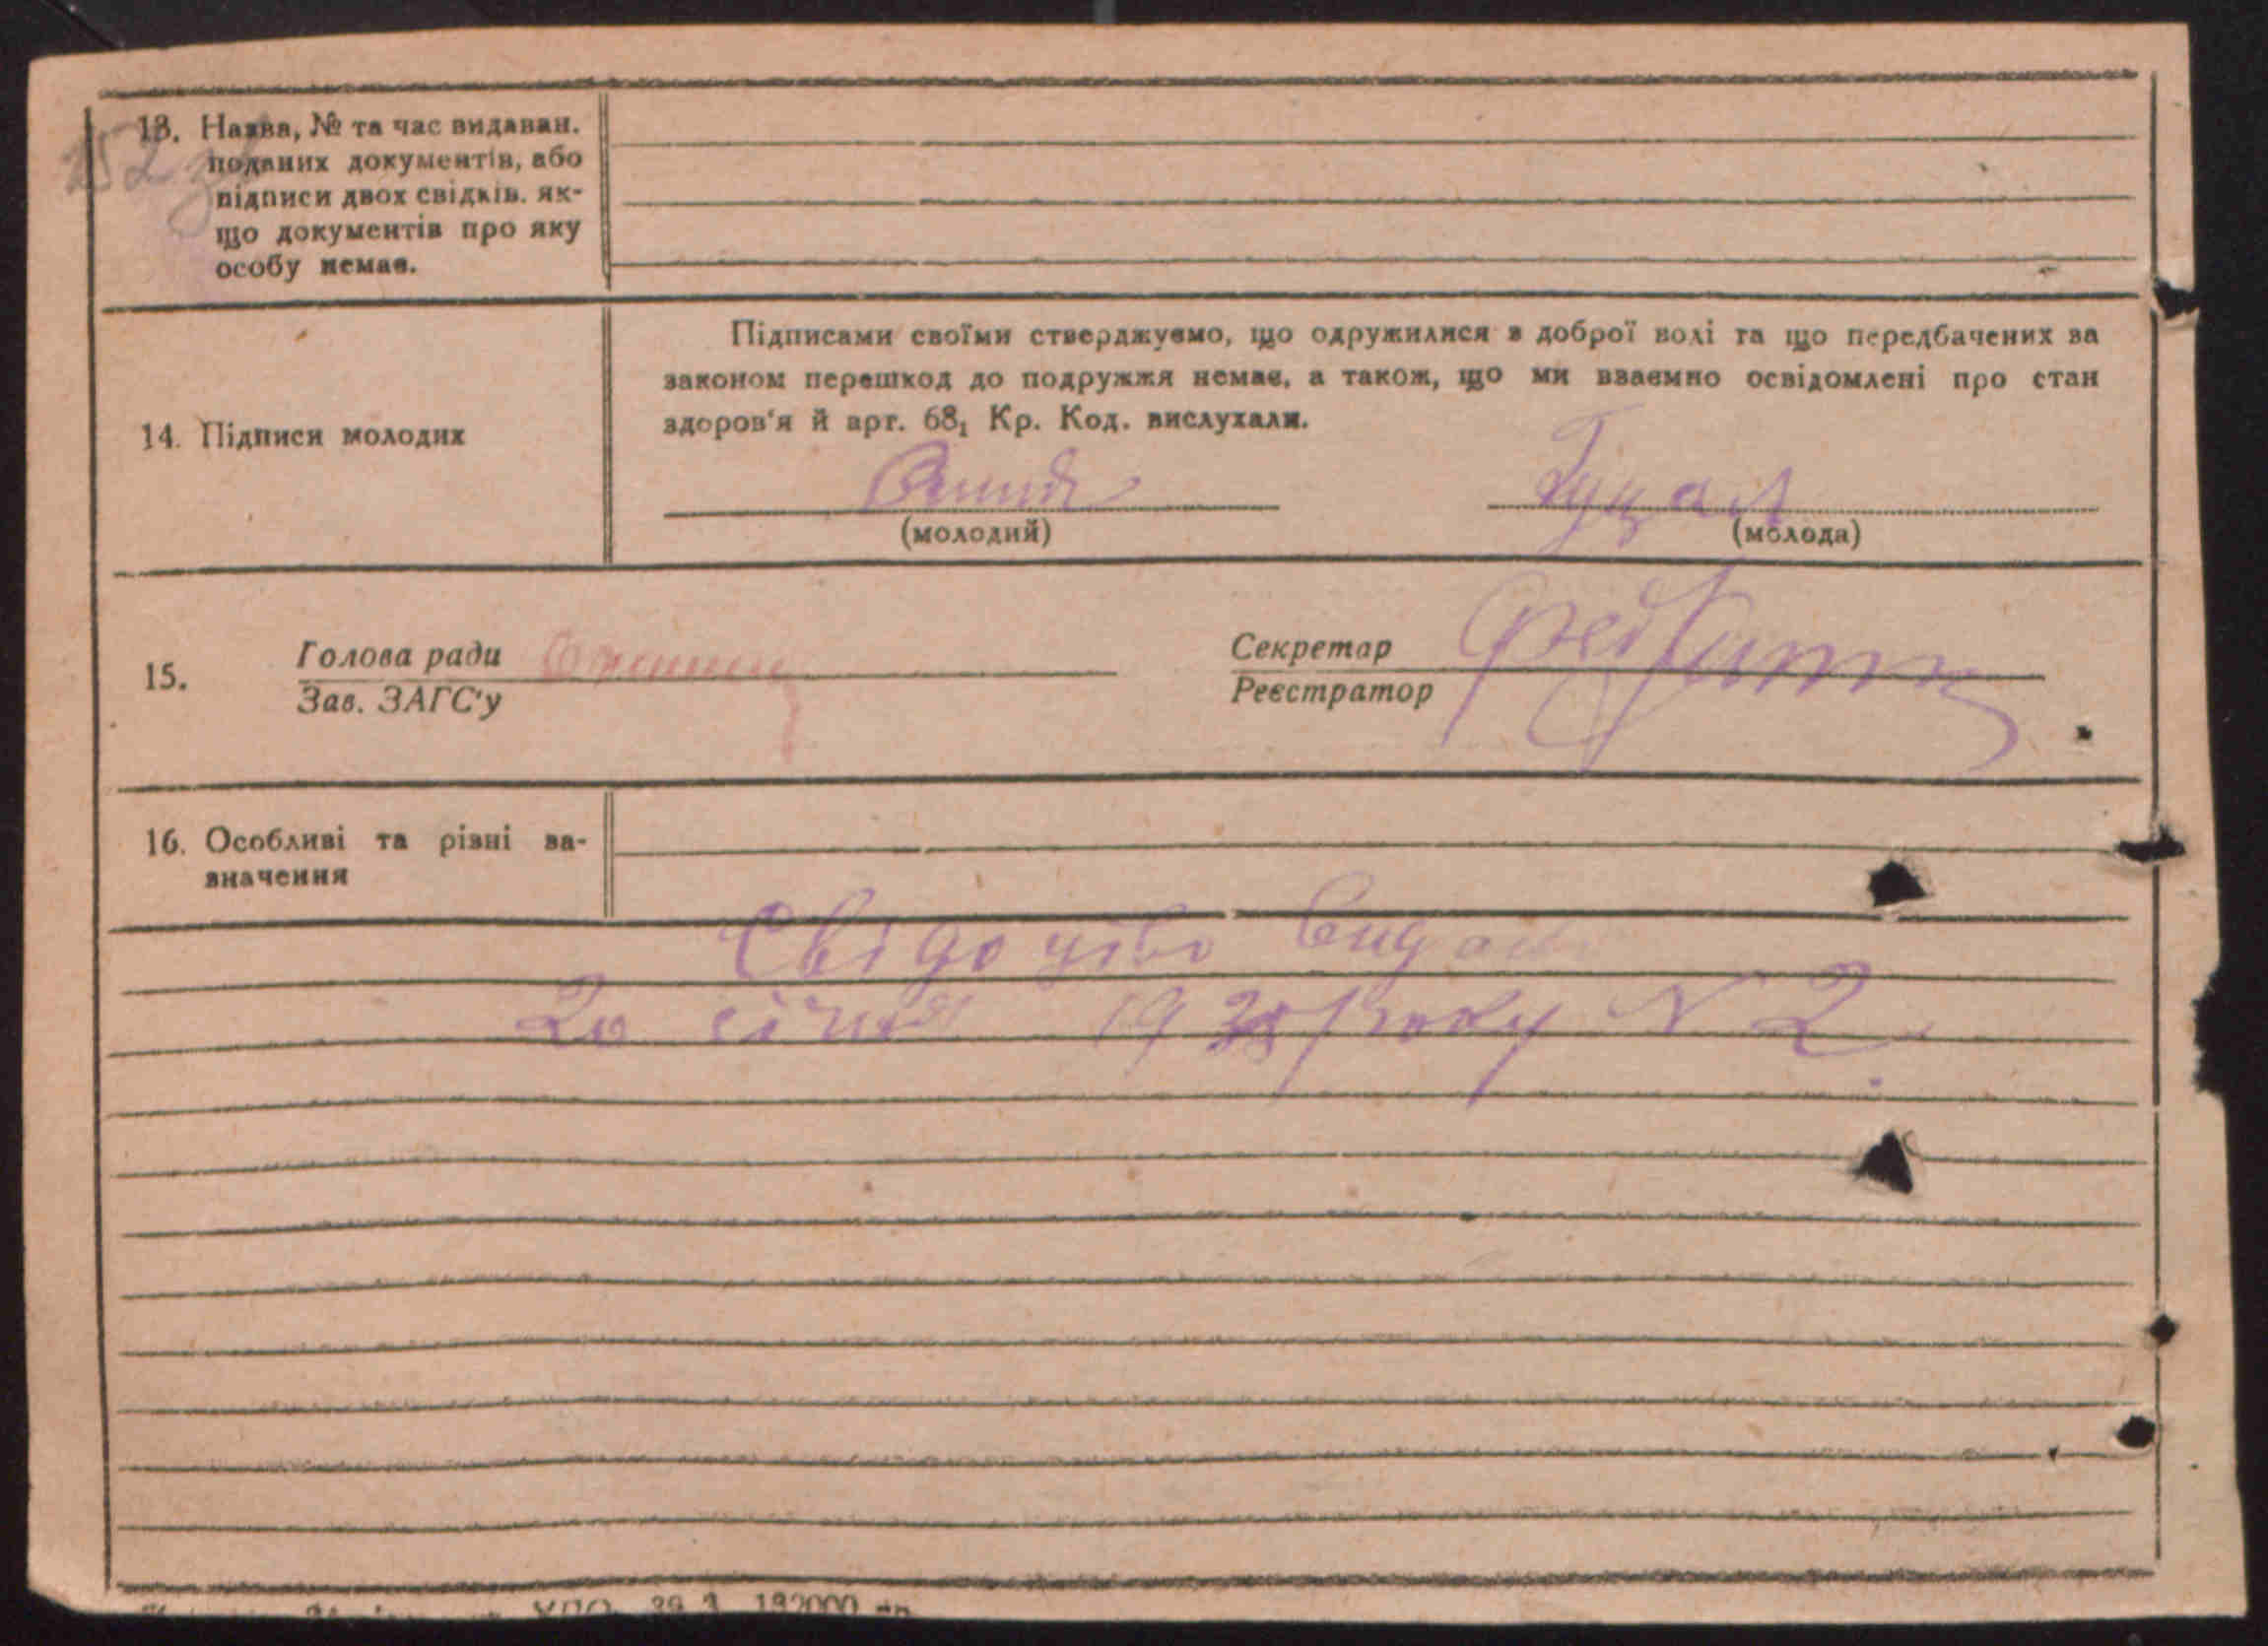 13. Назва, № та час видаван.
поданих документів, або
підписи двох свідків. як-
що документів про яку
особу немає.
Підписами своїми стверджуємо, що одружилися з доброї волі та що передбачених за
законом перешкод до подружжя немає, а також, що ми взаємно освідомлені про стан
здоров'я й арт. 68₁ Кр. Код. вислухали.
14. Підписи молодих
Гуцал
(молодий) (молода)
15.
Голова ради
Зав. ЗАГС'у
Секретар
Реєстратор
16. Особливі та різні за-
значення
Свідоцтво видано
20 січня року N 2
192000